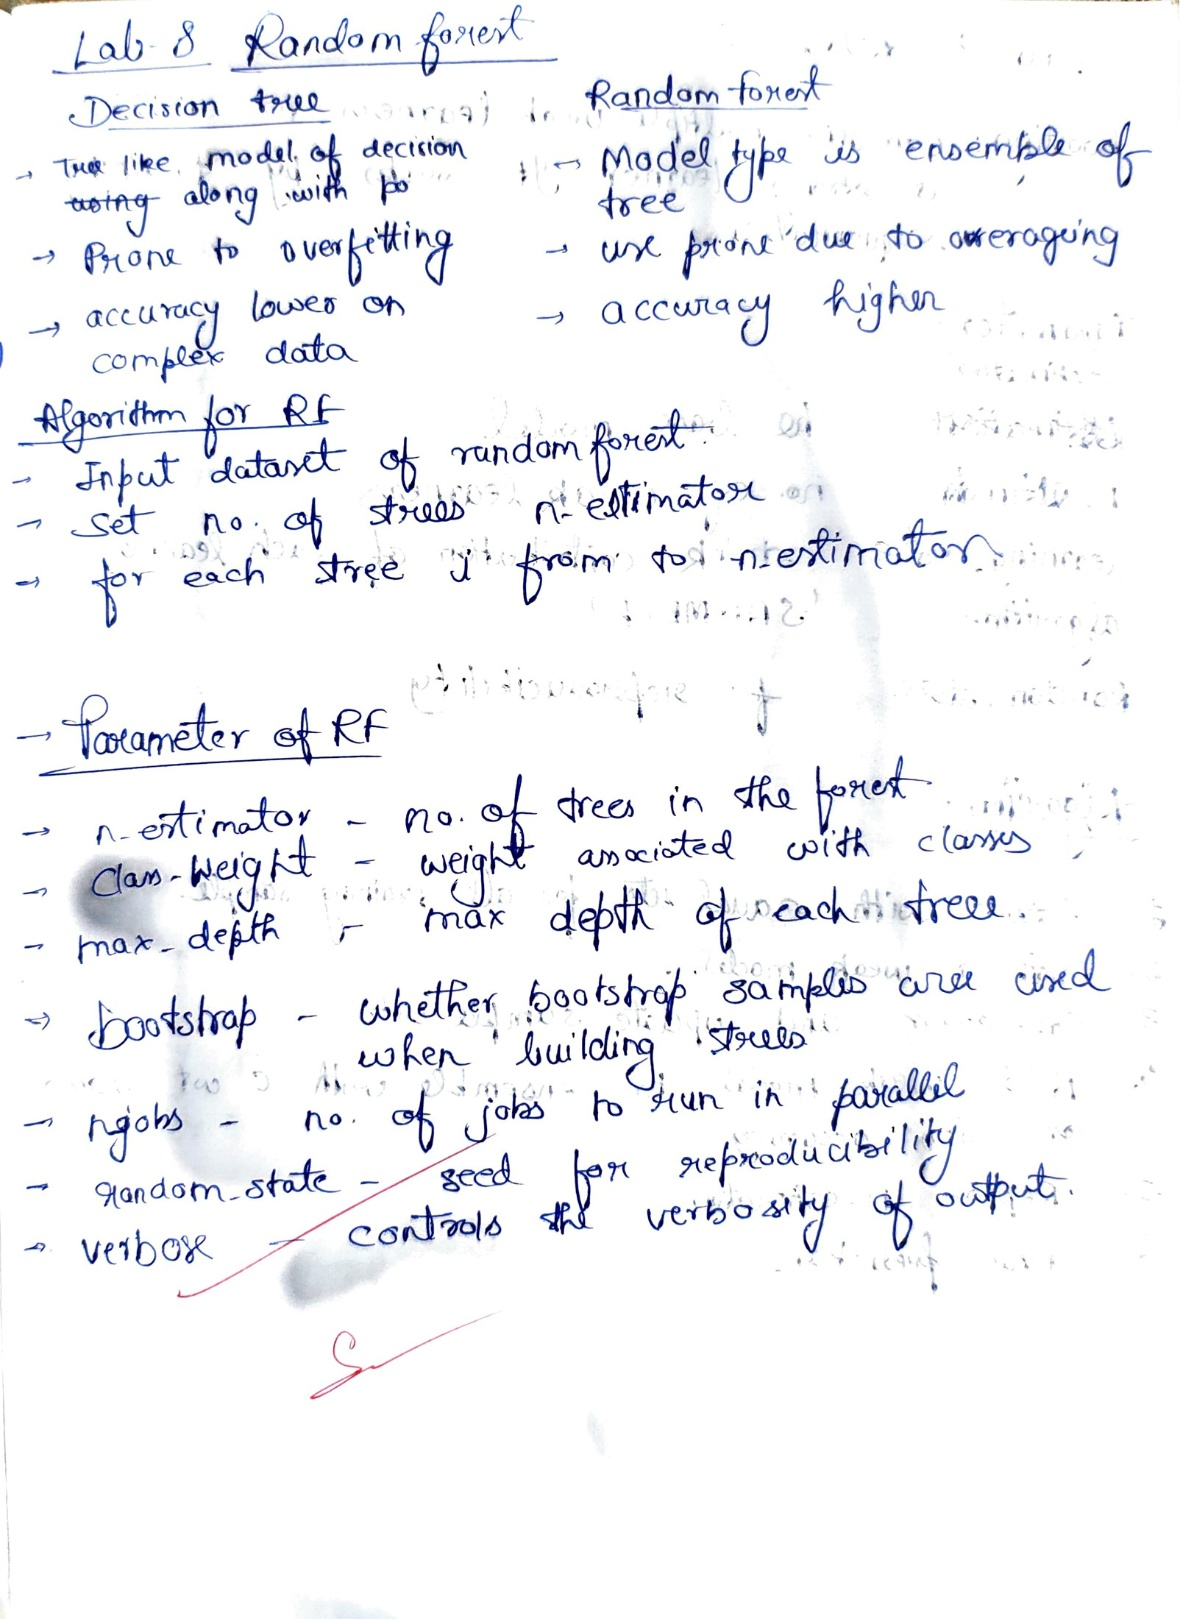 Lab 8 Random forest
Decision tree
→ Tree like model of decision
using along with po
→ Prone to overfitting
→ accuracy lower on
complex data
Random forest
→ Model type is ensemble of
tree
→ use prone due to averaging
→ accuracy higher
Algorithm for RF
→ Input dataset of random forest.
→ Set no. of trees n-estimator
→ for each tree i from to n-estimator
→ Parameter of RF
→ n-estimator - no. of trees in the forest
→ Class-Weight - weight associated with classes
→ max-depth - max depth of each tree.
→ bootstrap - whether bootstrap samples are used
when building trees
→ njobs - no. of jobs to run in parallel
→ random-state - seed for reproducibility
→ verbose - controls the verbosity of output.